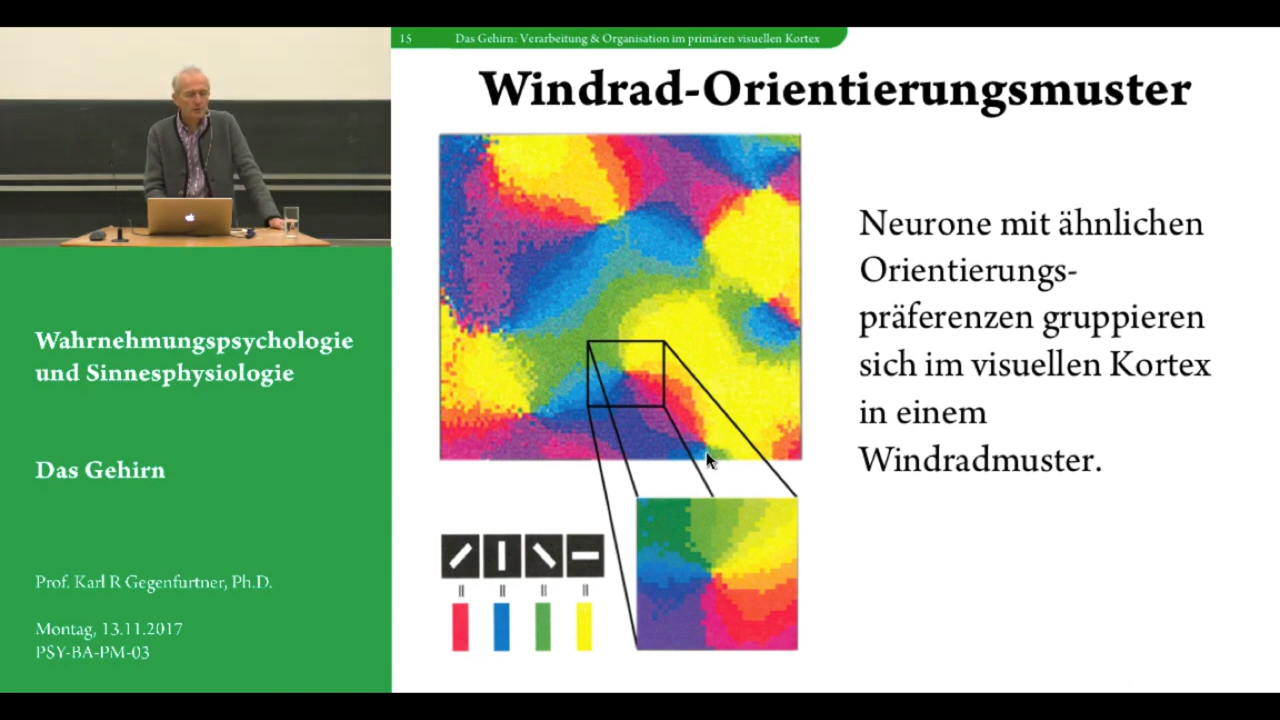 15 Das Gehirn: Verarbeitung & Organisation im primären visuellen Kortex
Windrad-Orientierungsmuster
Neurone mit ähnlichen
Orientierungs-
präferenzen gruppieren
sich im visuellen Kortex
in einem
Windradmuster.
Wahrnehmungspsychologie
und Sinnesphysiologie
Das Gehirn
Prof. Karl R Gegenfurtner, Ph.D.
Montag, 13.11.2017
PSY-BA-PM-03